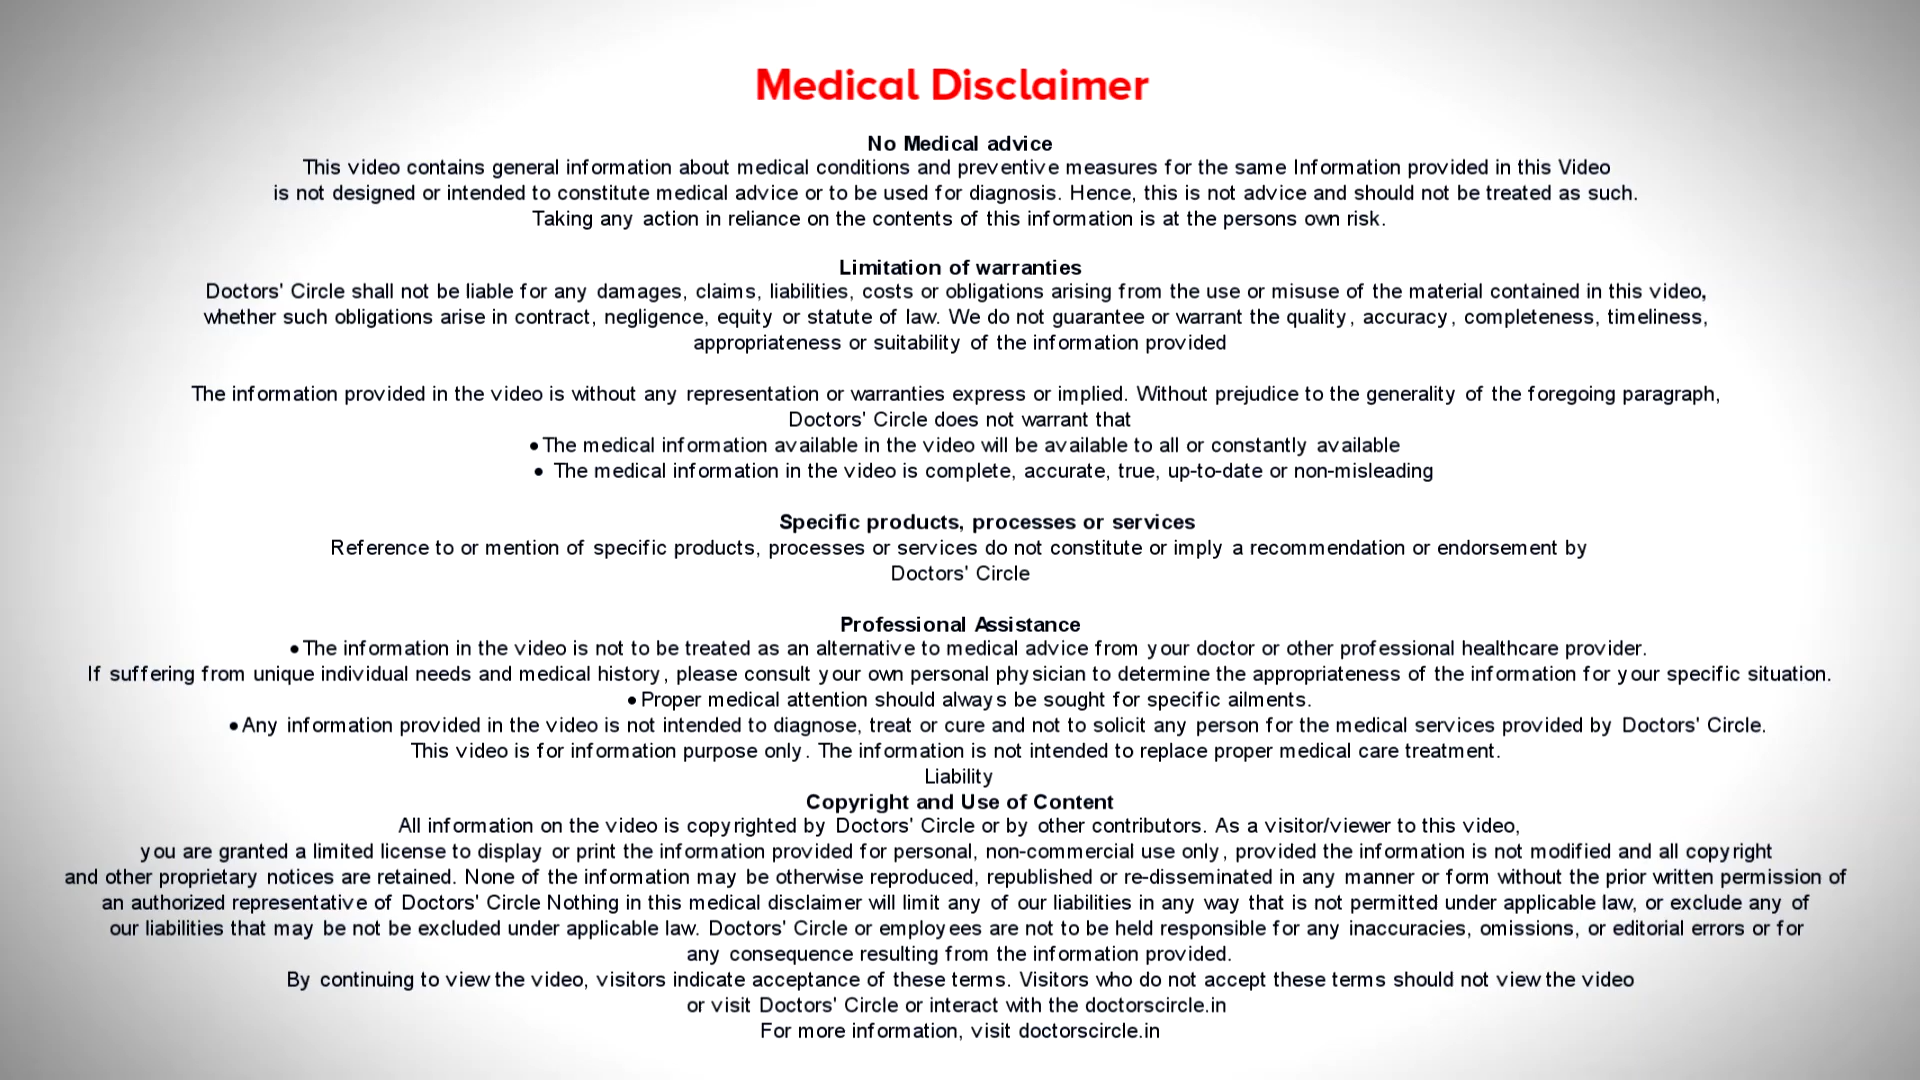 Medical Disclaimer
No Medical advice
This video contains general information about medical conditions and preventive measures for the same Information provided in this Video
is not designed or intended to constitute medical advice or to be used for diagnosis. Hence, this is not advice and should not be treated as such.
Taking any action in reliance on the contents of this information is at the persons own risk.
Limitation of warranties
Doctors' Circle shall not be liable for any damages, claims, liabilities, costs or obligations arising from the use or misuse of the material contained in this video,
whether such obligations arise in contract, negligence, equity or statute of law. We do not guarantee or warrant the quality, accuracy, completeness, timeliness,
appropriateness or suitability of the information provided
The information provided in the video is without any representation or warranties express or implied. Without prejudice to the generality of the foregoing paragraph,
Doctors' Circle does not warrant that
• The medical information available in the video will be available to all or constantly available
• The medical information in the video is complete, accurate, true, up-to-date or non-misleading
Specific products, processes or services
Reference to or mention of specific products, processes or services do not constitute or imply a recommendation or endorsement by
Doctors' Circle
Professional Assistance
• The information in the video is not to be treated as an alternative to medical advice from your doctor or other professional healthcare provider.
If suffering from unique individual needs and medical history, please consult your own personal physician to determine the appropriateness of the information for your specific situation.
• Proper medical attention should always be sought for specific ailments.
• Any information provided in the video is not intended to diagnose, treat or cure and not to solicit any person for the medical services provided by Doctors' Circle.
This video is for information purpose only. The information is not intended to replace proper medical care treatment.
Liability
Copyright and Use of Content
All information on the video is copyrighted by Doctors' Circle or by other contributors. As a visitor/viewer to this video,
you are granted a limited license to display or print the information provided for personal, non-commercial use only, provided the information is not modified and all copyright
and other proprietary notices are retained. None of the information may be otherwise reproduced, republished or re-disseminated in any manner or form without the prior written permission of
an authorized representative of Doctors' Circle Nothing in this medical disclaimer will limit any of our liabilities in any way that is not permitted under applicable law, or exclude any of
our liabilities that may be not be excluded under applicable law. Doctors' Circle or employees are not to be held responsible for any inaccuracies, omissions, or editorial errors or for
any consequence resulting from the information provided.
By continuing to view the video, visitors indicate acceptance of these terms. Visitors who do not accept these terms should not view the video
or visit Doctors' Circle or interact with the doctorscircle.in
For more information, visit doctorscircle.in